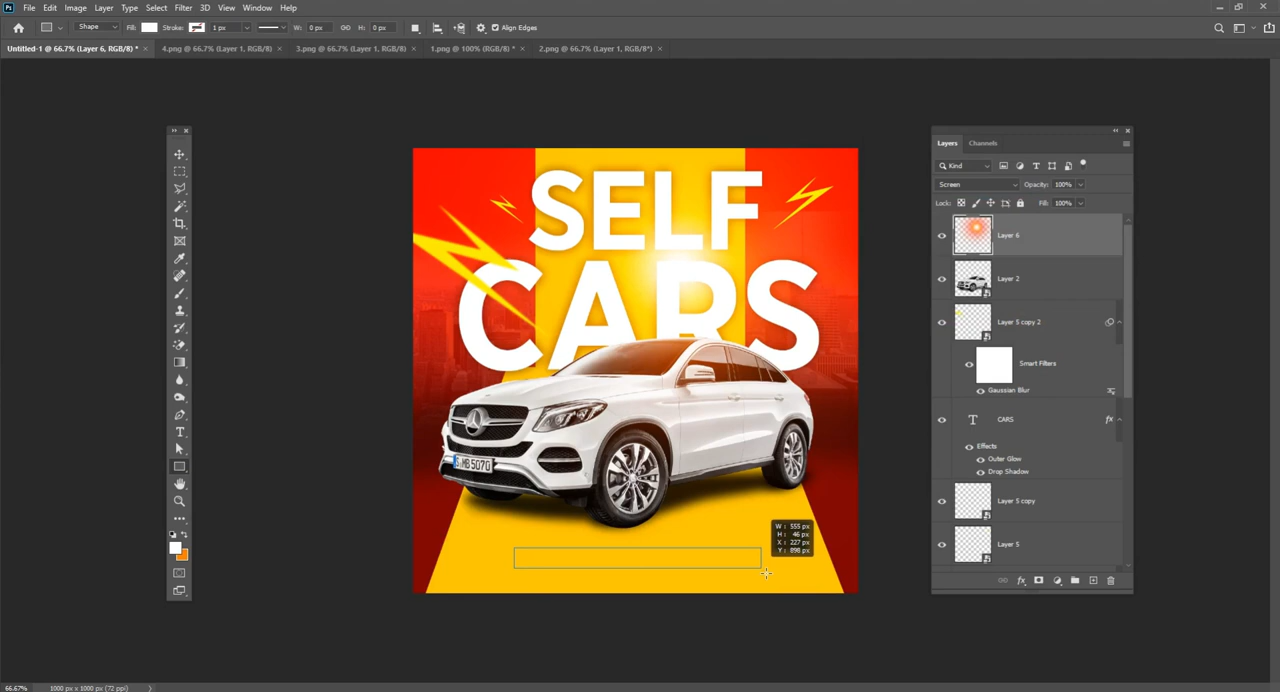 Ps File Edit Image Layer Type Select Filter 3D View Window Help
Shape Fill: Stroke: 1 px W: 0 px H: 0 px Align Edges
Untitled-1 @ 66.7% (Layer 6, RGB/8) * × 4.png @ 66.7% (Layer 1, RGB/8) × 3.png @ 66.7% (Layer 1, RGB/8) × 1.png @ 100% (RGB/8) * × 2.png @ 66.7% (Layer 1, RGB/8*) ×
SELF
CARS
MB 5070
W : 555 px
H : 46 px
X : 227 px
Y : 898 px
Layers Channels
Kind
Screen Opacity: 100%
Lock: Fill: 100%
Layer 6
Layer 2
Layer 5 copy 2
Smart Filters
Gaussian Blur
T CARS fx
Effects
Outer Glow
Drop Shadow
Layer 5 copy
Layer 5
fx
66.67% 1000 px x 1000 px (72 ppi)